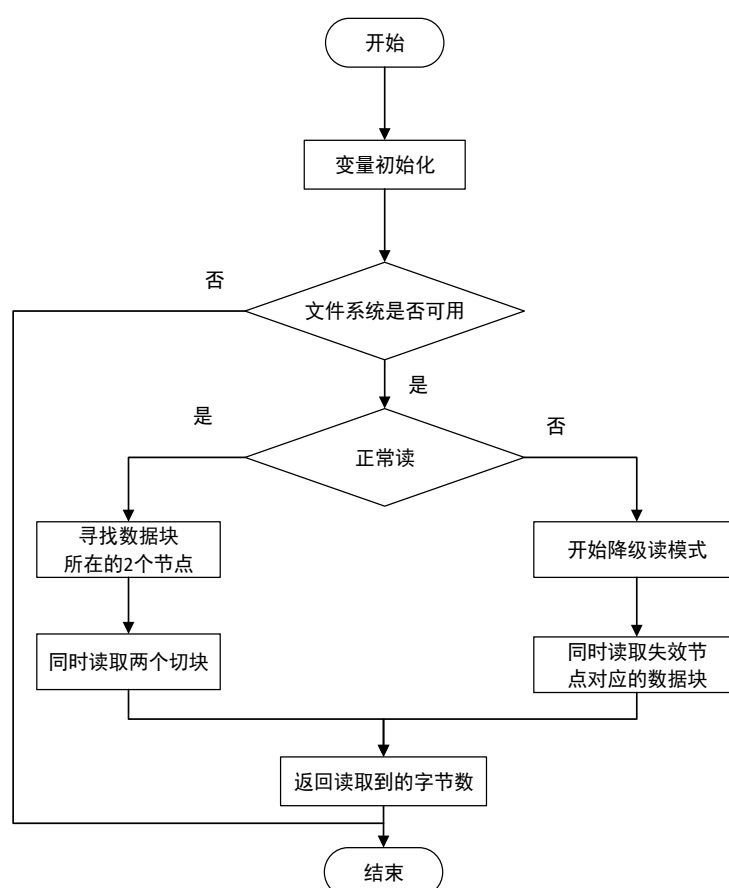 开始
变量初始化
否
文件系统是否可用
是
是
否
正常读
寻找数据块
所在的2个节点
开始降级读模式
同时读取两个切块
同时读取失效节
点对应的数据块
返回读取到的字节数
结束